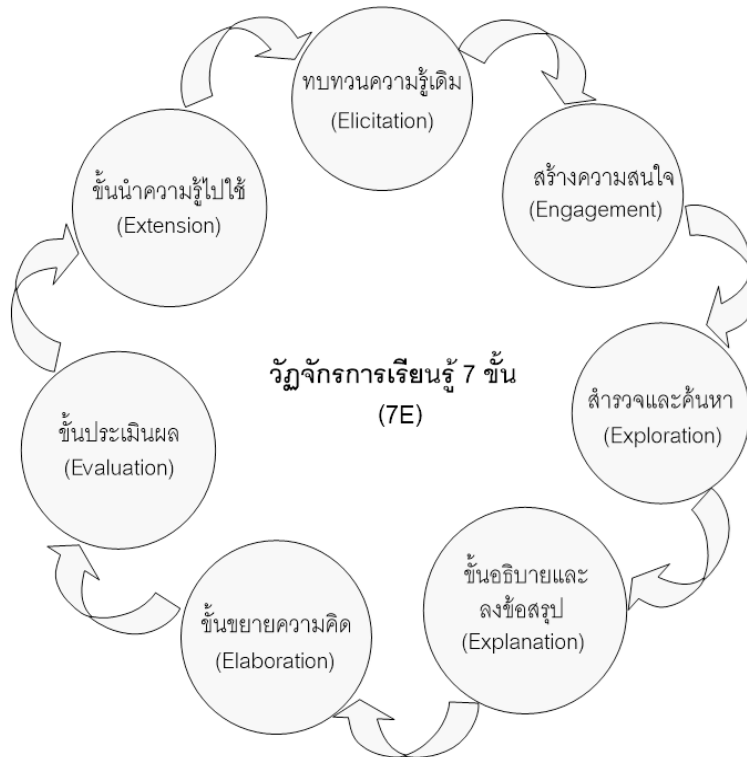 ทบทวนความรู้เดิม
(Elicitation)
สร้างความสนใจ
(Engagement)
สำรวจและค้นหา
(Exploration)
ขั้นอธิบายและ
ลงข้อสรุป
(Explanation)
ขั้นขยายความคิด
(Elaboration)
ขั้นประเมินผล
(Evaluation)
ขั้นนำความรู้ไปใช้
(Extension)
วัฏจักรการเรียนรู้ 7 ขั้น
(7E)